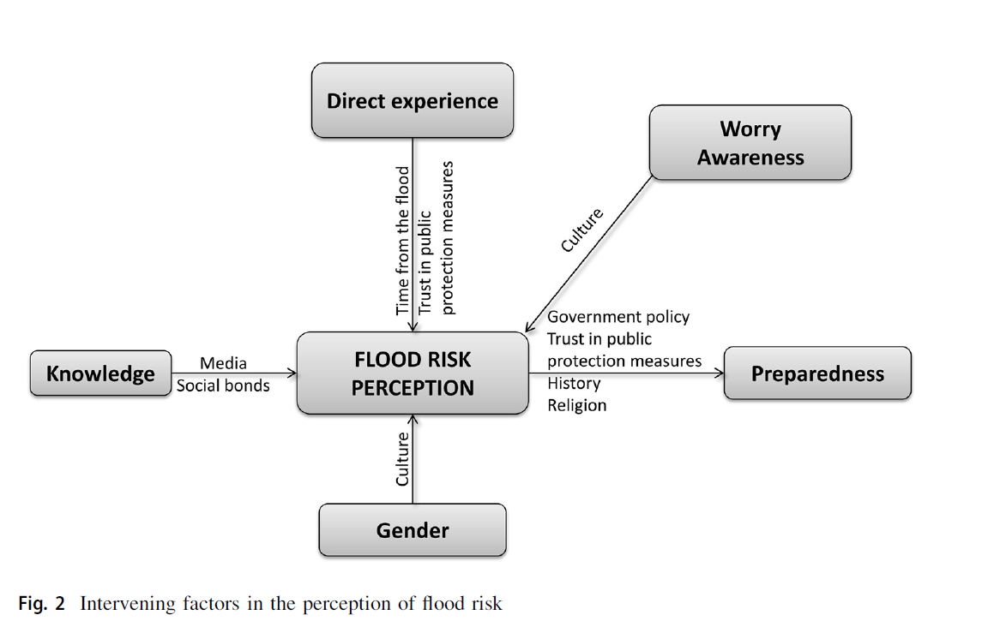 Direct experience
Worry
Awareness
Time from the flood
Trust in public
protection measures
Culture
Government policy
Trust in public
protection measures
History
Religion
Knowledge
Media
Social bonds
FLOOD RISK
PERCEPTION
Preparedness
Culture
Gender
Fig. 2 Intervening factors in the perception of flood risk